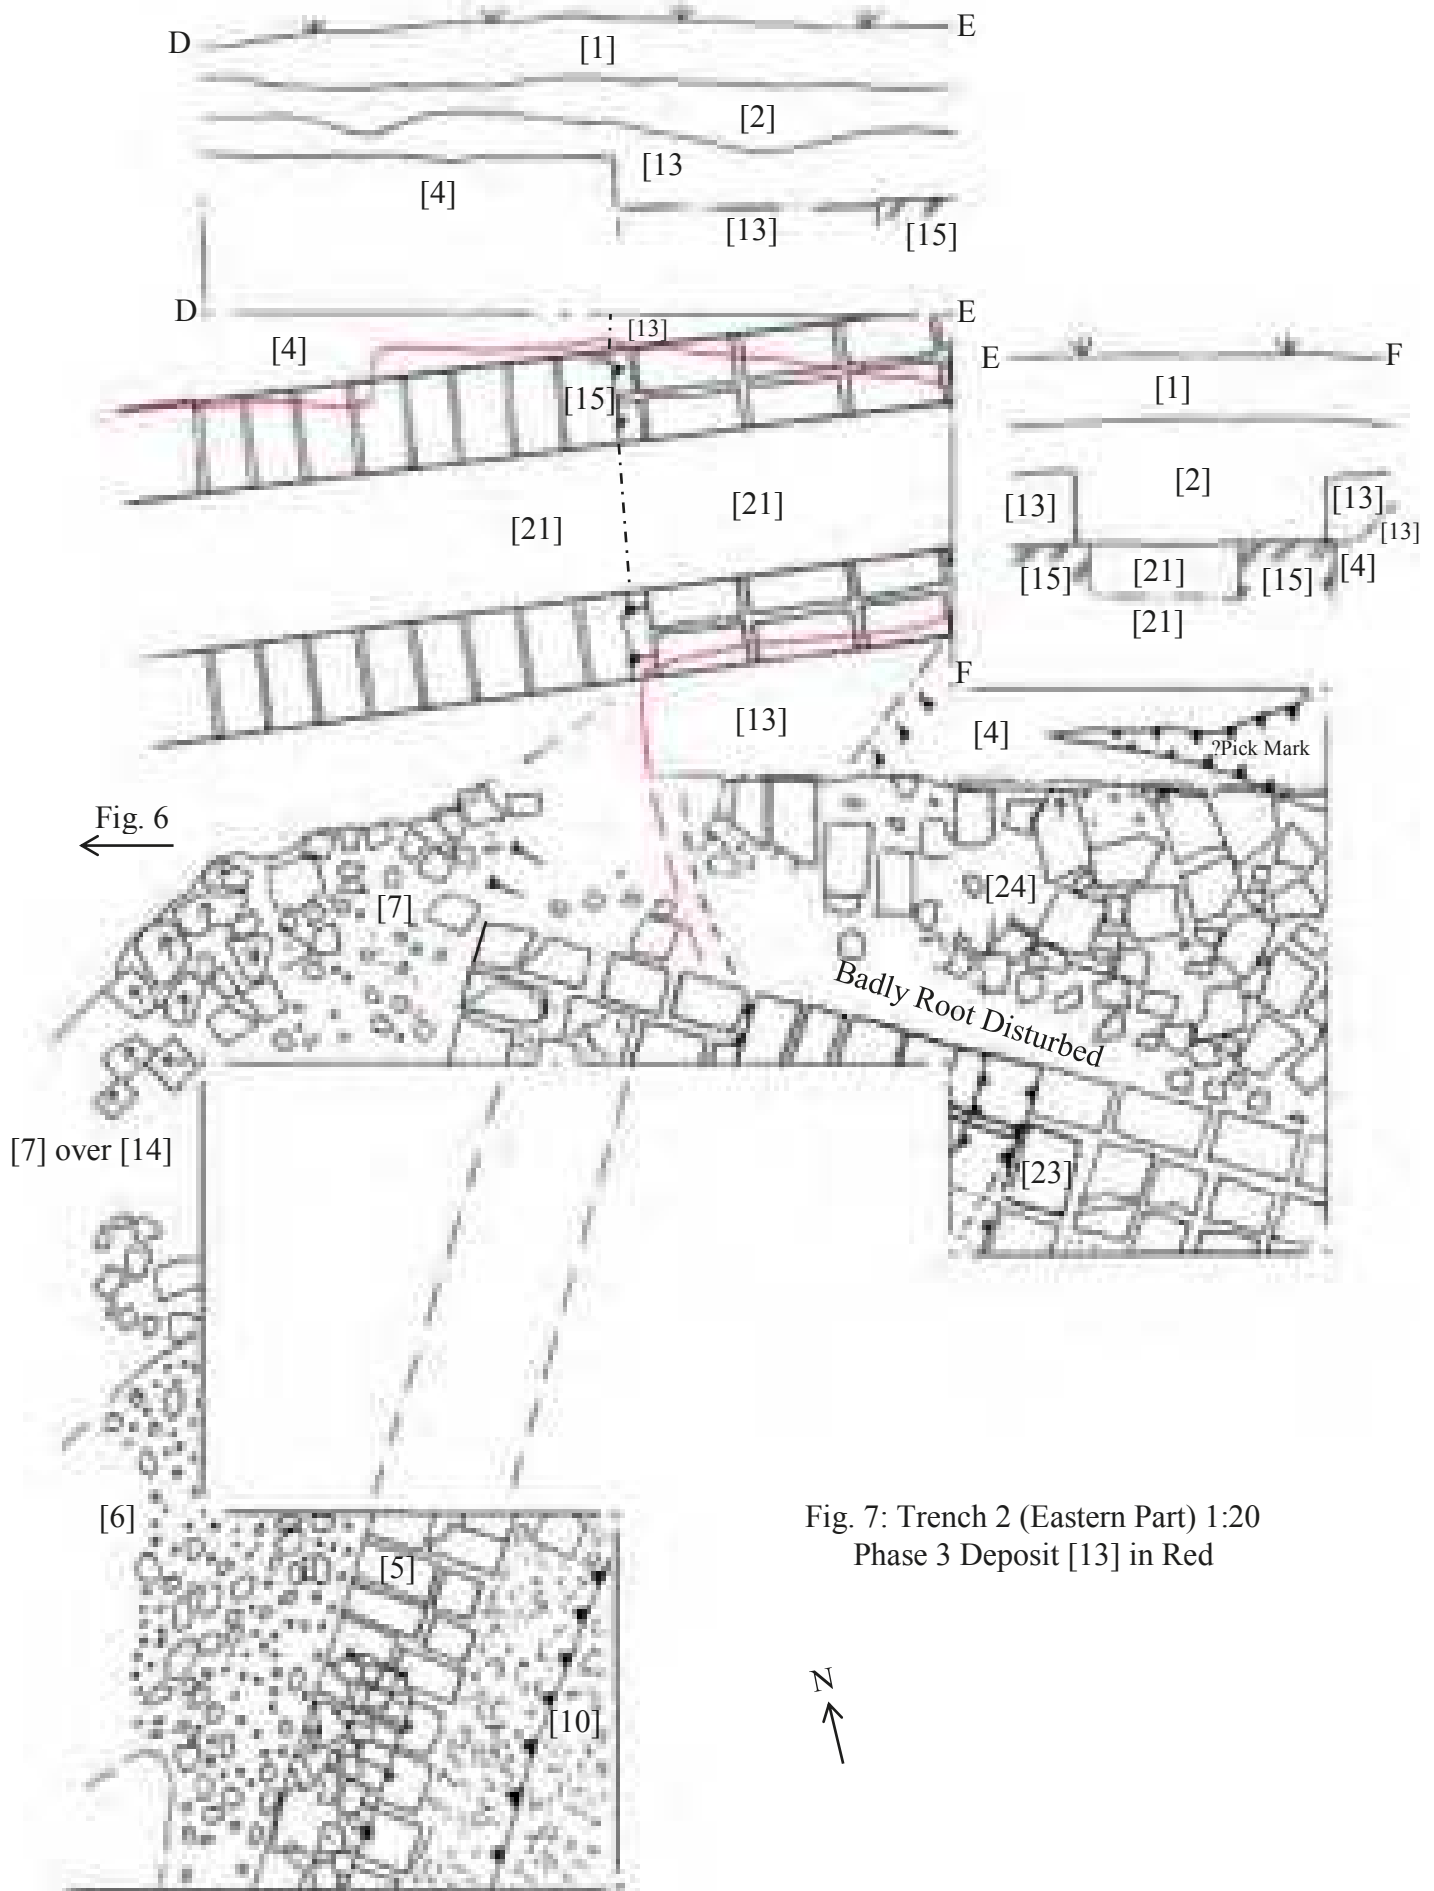 D
E
[1]
[2]
[13
[4]
[13]
[15]
D
E
[13]
[4]
E
F
[15]
[1]
[21]
[21]
[2]
[13]
[13]
[13]
[15]
[21]
[15]
[4]
[21]
F
[13]
[4]
?Pick Mark
Fig. 6
[7]
[24]
Badly Root Disturbed
[7] over [14]
[23]
[6]
[5]
[10]
Fig. 7: Trench 2 (Eastern Part) 1:20
Phase 3 Deposit [13] in Red
N